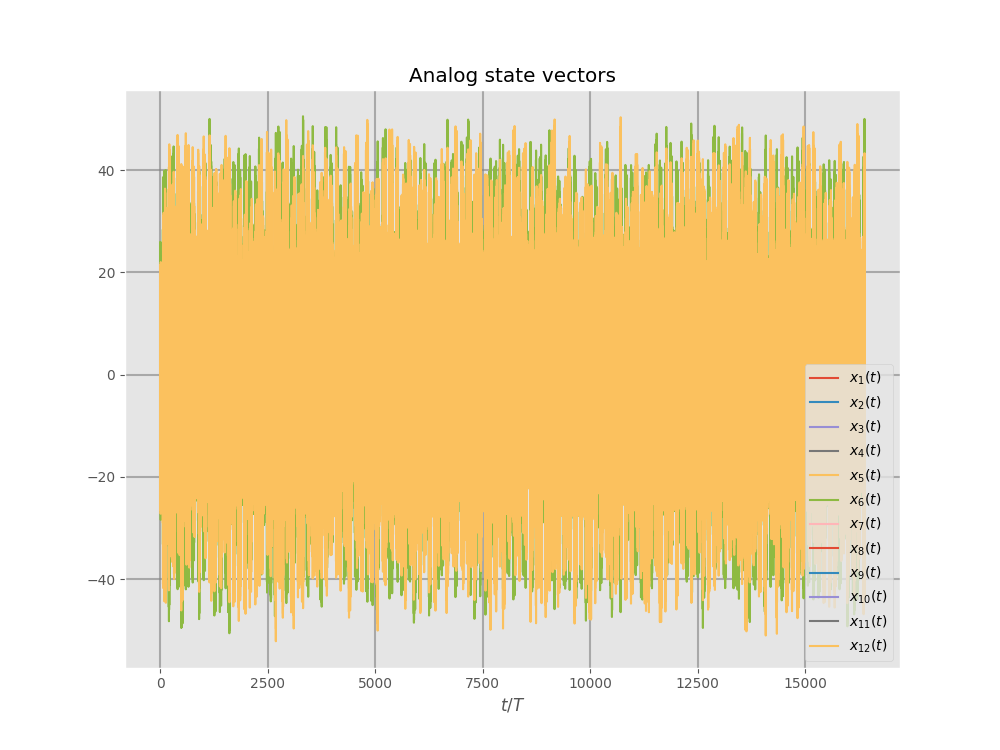 Analog state vectors
40
20
0
−20
−40
0 2500 5000 7500 10000 12500 15000
t/T
x₁(t)
x₂(t)
x₃(t)
x₄(t)
x₅(t)
x₆(t)
x₇(t)
x₈(t)
x₉(t)
x₁₀(t)
x₁₁(t)
x₁₂(t)